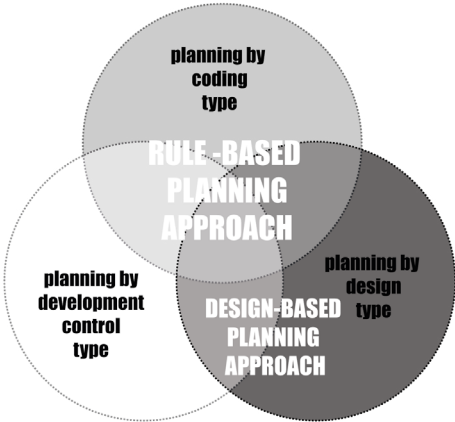 planning by
coding
type
RULE -BASED
PLANNING
APPROACH
planning by
development
control
type
planning by
design
type
DESIGN-BASED
PLANNING
APPROACH